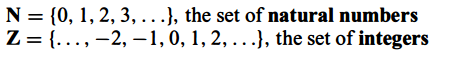 N = {0, 1, 2, 3, . . .}, the set of natural numbers
Z = {. . . , −2, −1, 0, 1, 2, . . .}, the set of integers